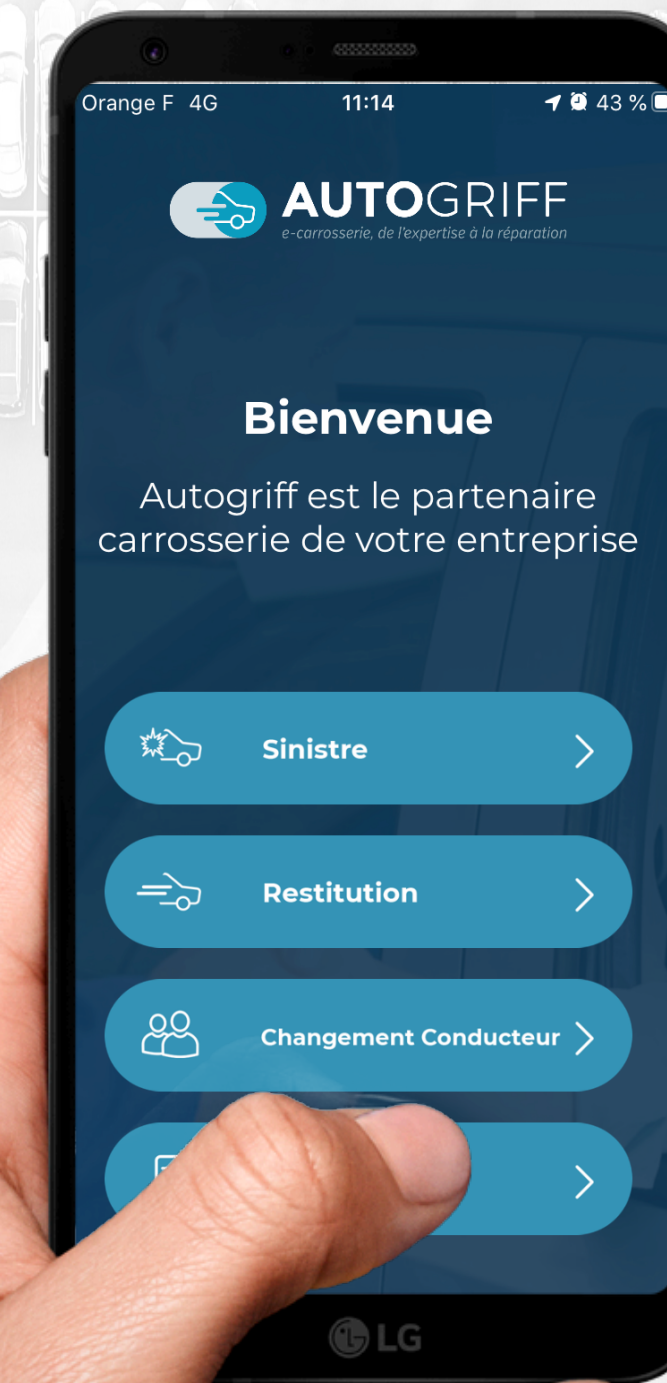 Orange F 4G 11:14 43 %
AUTOGRIFF
e-carrosserie, de l'expertise à la réparation
Bienvenue
Autogriff est le partenaire
carrosserie de votre entreprise
Sinistre
Restitution
Changement Conducteur
LG